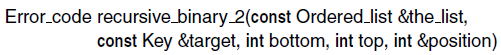 Error_code recursive_binary_2(const Ordered_list &the_list,
const Key &target, int bottom, int top, int &position)